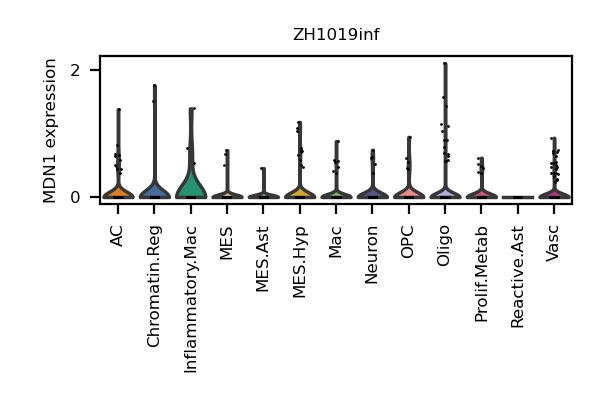 ZH1019inf
MDN1 expression
2
0
AC
Chromatin.Reg
Inflammatory.Mac
MES
MES.Ast
MES.Hyp
Mac
Neuron
OPC
Oligo
Prolif.Metab
Reactive.Ast
Vasc